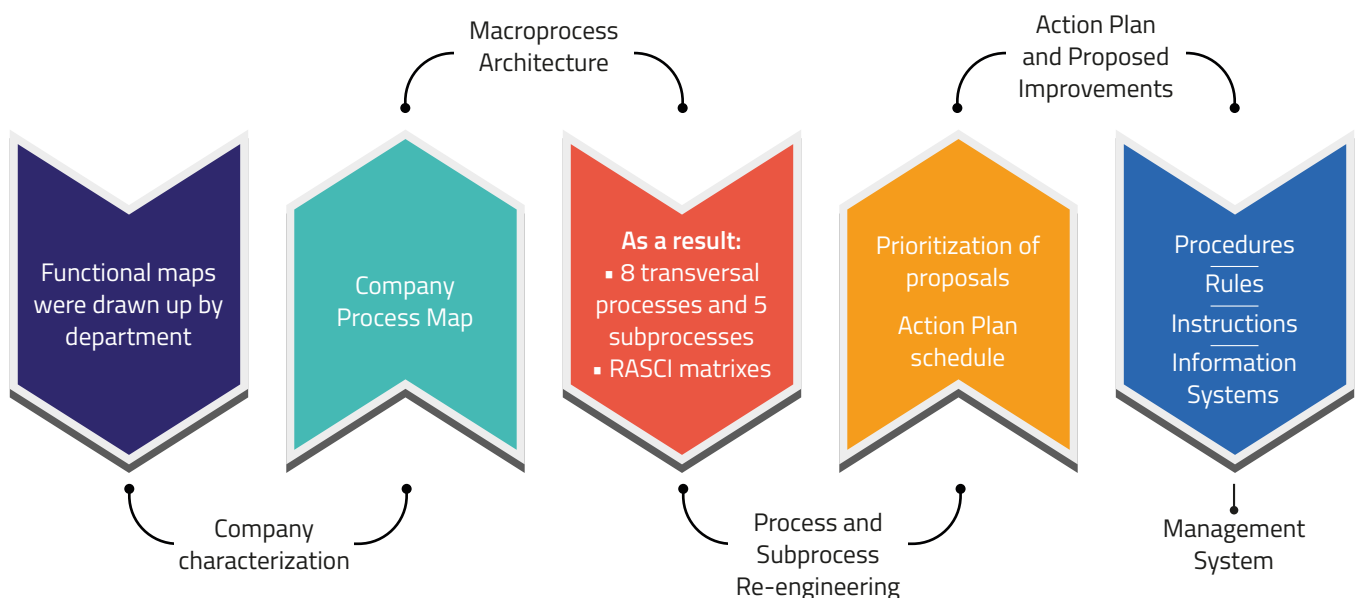 Macroprocess
Architecture
Action Plan
and Proposed
Improvements
Functional maps
were drawn up by
department
Company
Process Map
As a result:
▪ 8 transversal
processes and 5
subprocesses
▪ RASCI matrixes
Prioritization of
proposals
Action Plan
schedule
Procedures
Rules
Instructions
Information
Systems
Company
characterization
Process and
Subprocess
Re-engineering
Management
System